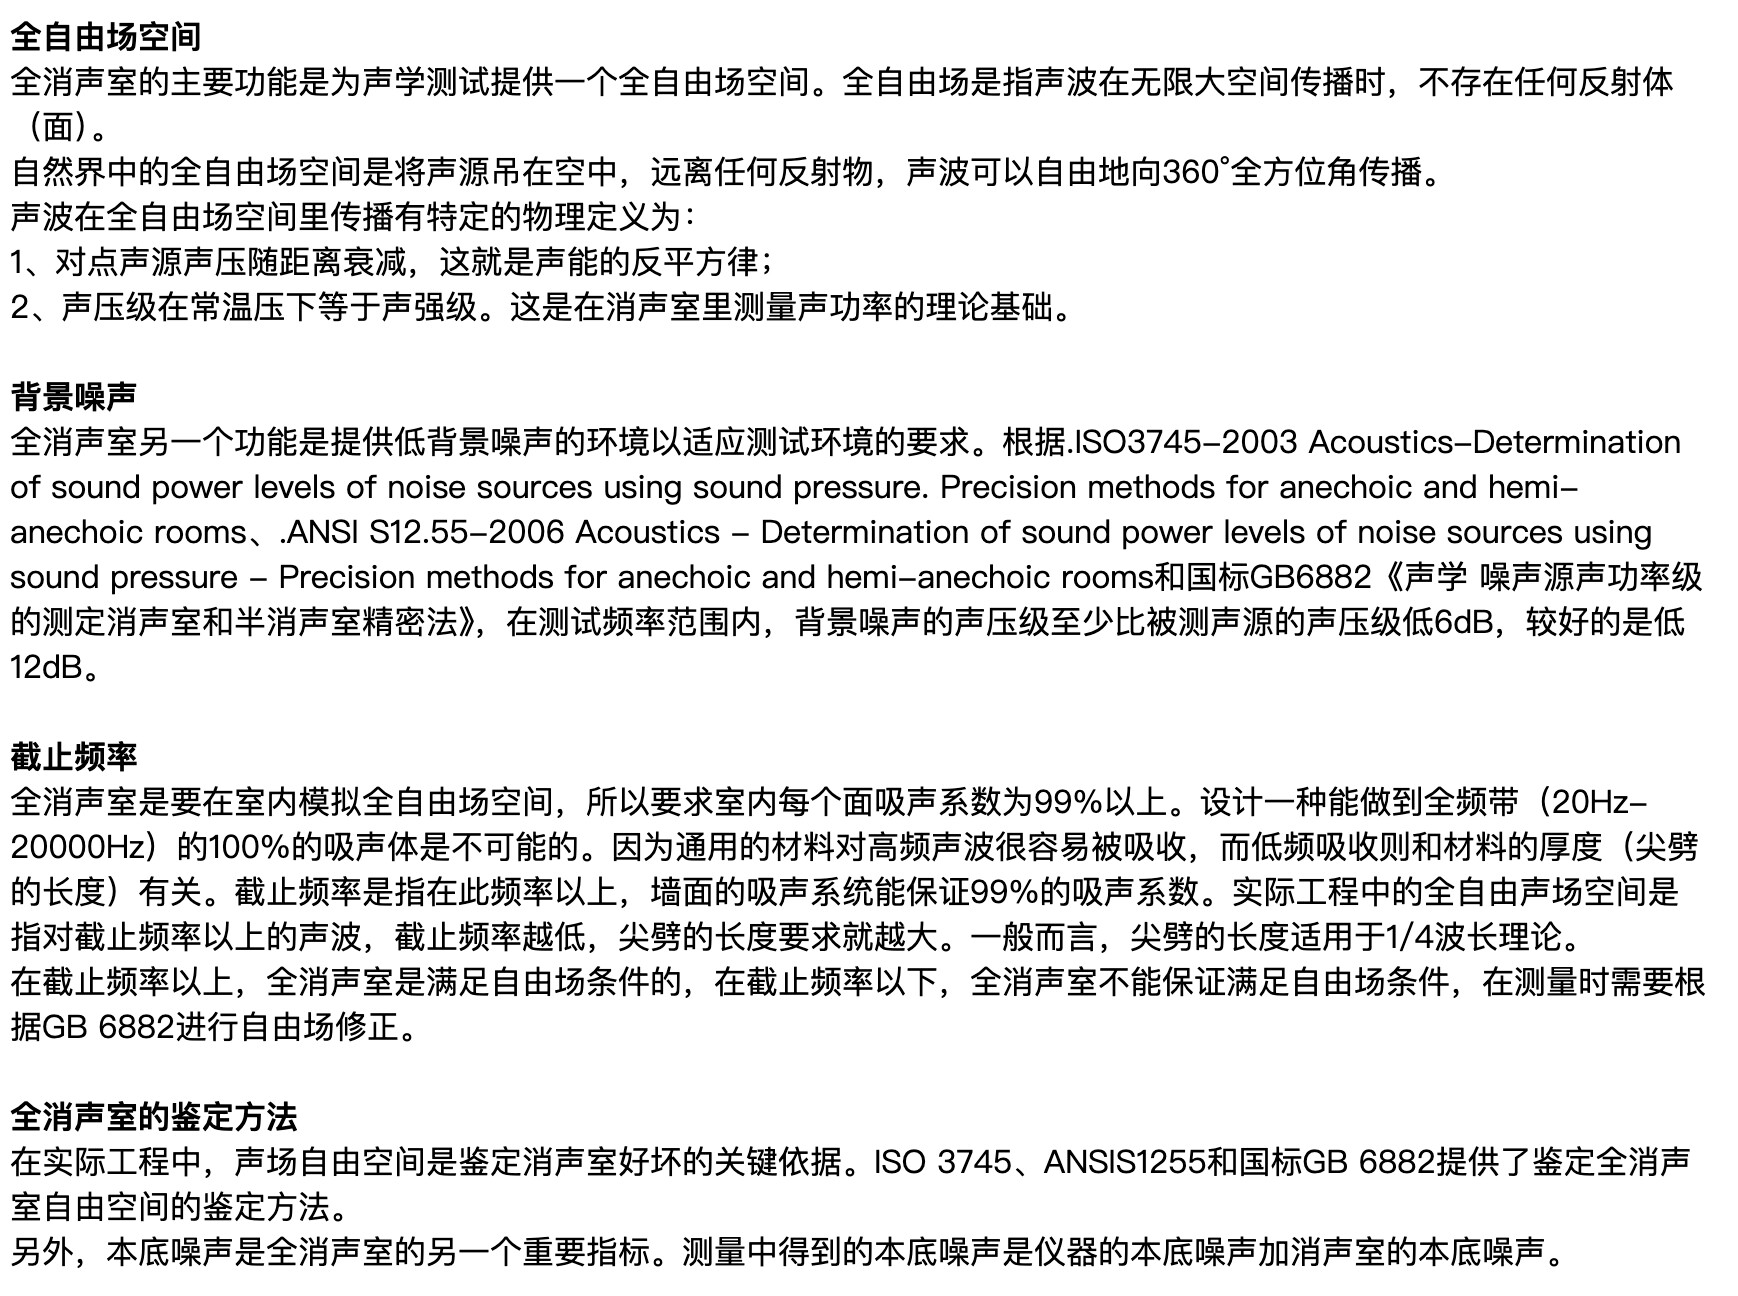 全自由场空间
全消声室的主要功能是为声学测试提供一个全自由场空间。全自由场是指声波在无限大空间传播时，不存在任何反射体
（面）。
自然界中的全自由场空间是将声源吊在空中，远离任何反射物，声波可以自由地向360°全方位角传播。
声波在全自由场空间里传播有特定的物理定义为：
1、对点声源声压随距离衰减，这就是声能的反平方律；
2、声压级在常温压下等于声强级。这是在消声室里测量声功率的理论基础。
背景噪声
全消声室另一个功能是提供低背景噪声的环境以适应测试环境的要求。根据.ISO3745-2003 Acoustics-Determination
of sound power levels of noise sources using sound pressure. Precision methods for anechoic and hemi-
anechoic rooms、.ANSI S12.55-2006 Acoustics - Determination of sound power levels of noise sources using
sound pressure - Precision methods for anechoic and hemi-anechoic rooms和国标GB6882《声学 噪声源声功率级
的测定消声室和半消声室精密法》，在测试频率范围内，背景噪声的声压级至少比被测声源的声压级低6dB，较好的是低
12dB。
截止频率
全消声室是要在室内模拟全自由场空间，所以要求室内每个面吸声系数为99%以上。设计一种能做到全频带（20Hz-
20000Hz）的100%的吸声体是不可能的。因为通用的材料对高频声波很容易被吸收，而低频吸收则和材料的厚度（尖劈
的长度）有关。截止频率是指在此频率以上，墙面的吸声系统能保证99%的吸声系数。实际工程中的全自由声场空间是
指对截止频率以上的声波，截止频率越低，尖劈的长度要求就越大。一般而言，尖劈的长度适用于1/4波长理论。
在截止频率以上，全消声室是满足自由场条件的，在截止频率以下，全消声室不能保证满足自由场条件，在测量时需要根
据GB 6882进行自由场修正。
全消声室的鉴定方法
在实际工程中，声场自由空间是鉴定消声室好坏的关键依据。ISO 3745、ANSIS1255和国标GB 6882提供了鉴定全消声
室自由空间的鉴定方法。
另外，本底噪声是全消声室的另一个重要指标。测量中得到的本底噪声是仪器的本底噪声加消声室的本底噪声。